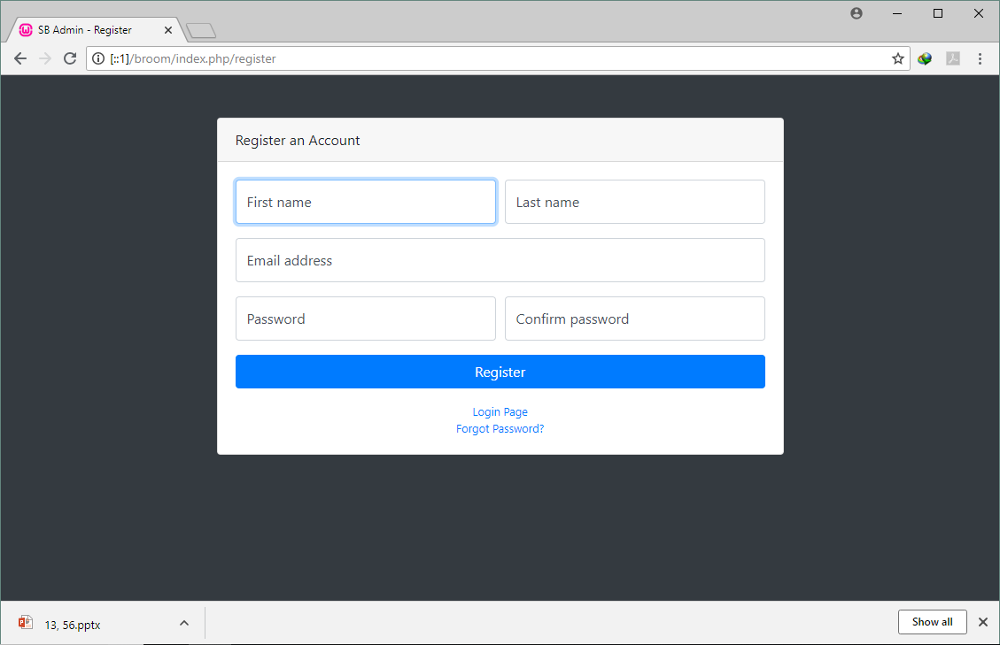 SB Admin - Register
[::1]/broom/index.php/register
Register an Account
First name
Last name
Email address
Password
Confirm password
Register
Login Page
Forgot Password?
13, 56.pptx
Show all